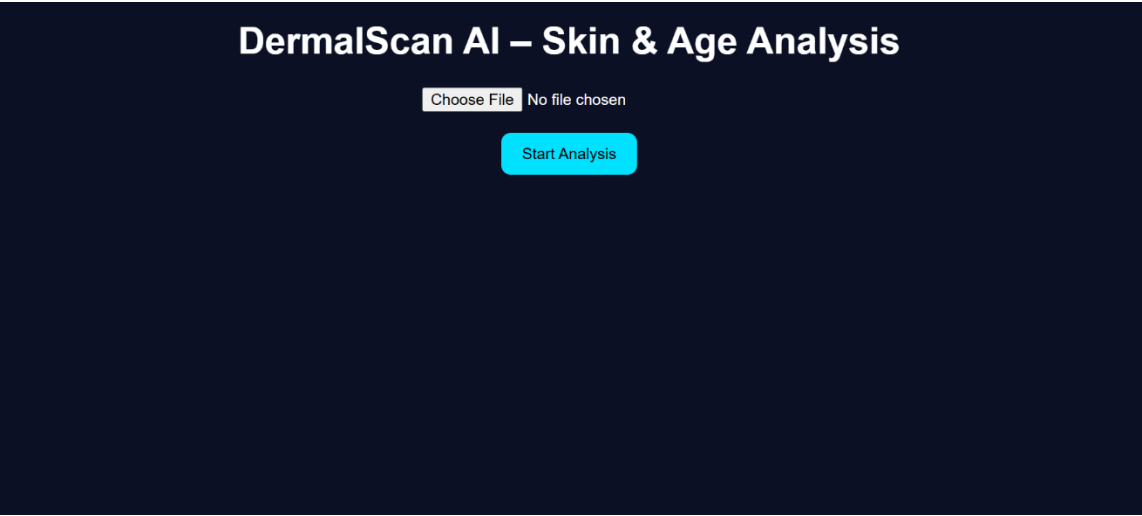 DermalScan AI – Skin & Age Analysis
Choose File No file chosen
Start Analysis